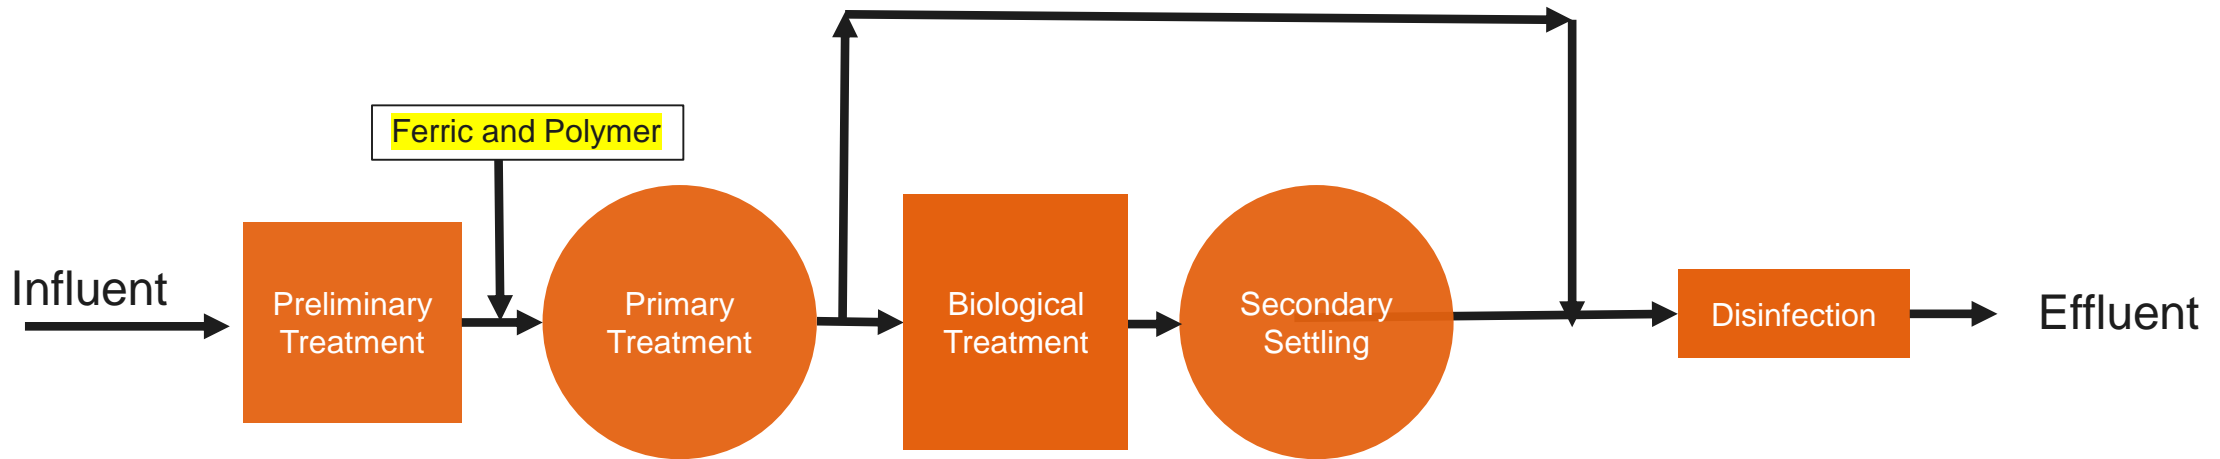 Ferric and Polymer
Influent
Preliminary
Treatment
Primary
Treatment
Biological
Treatment
Secondary
Settling
Disinfection
Effluent